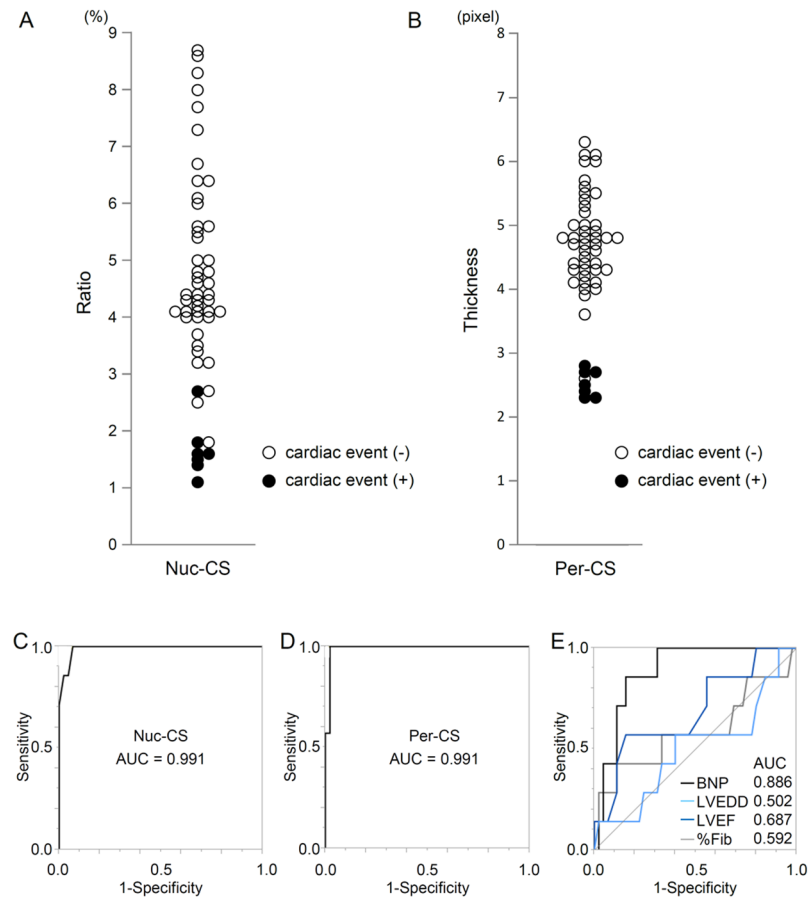 A
(%)
9
8
7
6
5
4
3
2
1
0
Ratio
Nuc-CS
cardiac event (-)
cardiac event (+)
B
(pixel)
8
7
6
5
4
3
2
1
0
Thickness
Per-CS
cardiac event (-)
cardiac event (+)
C
1.0
0.5
0.0
Sensitivity
Nuc-CS
AUC = 0.991
0.0
0.5
1.0
1-Specificity
D
1.0
0.5
0.0
Sensitivity
Per-CS
AUC = 0.991
0.0
0.5
1.0
1-Specificity
E
1.0
0.5
0.0
Sensitivity
AUC
BNP 0.886
LVEDD 0.502
LVEF 0.687
%Fib 0.592
0.0
0.5
1.0
1-Specificity